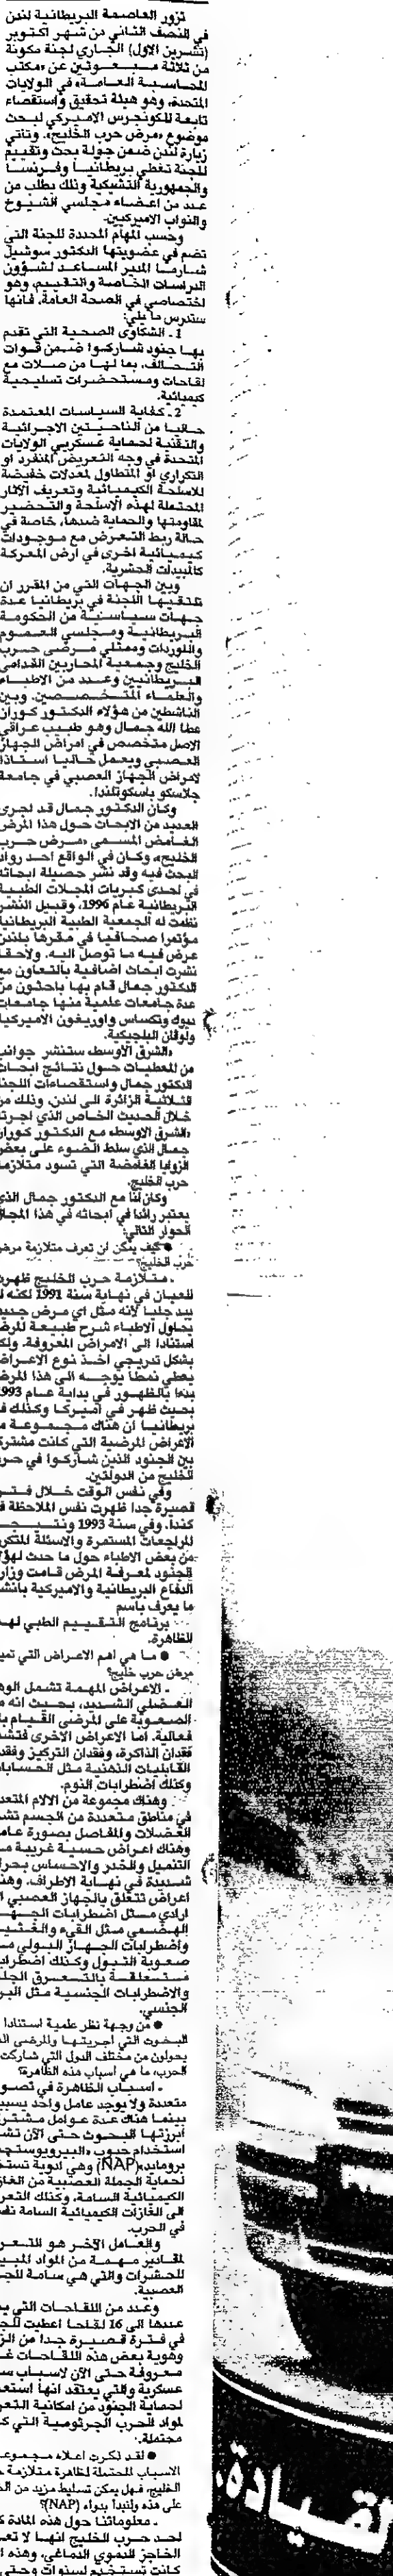 تزور العاصمة البريطانية لندن
في النصف الثاني من شهر اكتوبر
(تشرين الاول) الجاري لجنة مكونة
من ثلاثة مبعوثين عن «مكتب
المحاسبة العامة» في الولايات
المتحدة، وهو هيئة تحقيق واستقصاء
تابعة للكونجرس الاميركي لبحث
موضوع «مرض حرب الخليج». وتأتي
زيارة لندن ضمن جولة بحث وتقييم
للجنة تغطي بريطانيا وفرنسا
والجمهورية التشيكية وذلك بطلب من
عدد من اعضاء مجلسي الشيوخ
والنواب الاميركيين.
وحسب المهام المحددة للجنة التي
تضم في عضويتها الدكتور سوشيل
شارما المدير المساعد لشؤون
الدراسات الخاصة والتقييم، وهو
اختصاصي في الصحة العامة، فانها
ستدرس ما يلي:
1 ـ الشكاوى الصحية التي تقدم
بها جنود شاركوا ضمن قوات
التحالف، بما لها من صلات مع
لقاحات ومستحضرات تسليحية
كيميائية.
2 ـ كفاية السياسات المعتمدة
حاليا من الناحيتين الاجرائية
والتقنية لحماية عسكريي الولايات
المتحدة في وجه التعريض المنفرد او
التكراري او المتطاول لمعدلات خفيضة
للاسلحة الكيميائية وتعريف الآثار
المحتملة لهذه الاسلحة والتحضير
لمقاومتها والحماية ضدها، خاصة في
حالة ربط التعرض مع موجودات
كيميائية اخرى في ارض المعركة
كالمبيدات الحشرية.
وبين الجهات التي من المقرر ان
تلتقيها اللجنة في بريطانيا عدة
جهات سياسية من الحكومة
البريطانية ومجلسي العموم
واللوردات وممثلي مرضى حرب
الخليج وجمعية المحاربين القدامى
البريطانيين وعدد من الاطباء
والعلماء المتخصصين. وبين
الناشطين من هؤلاء الدكتور كوران
عطا الله جمال وهو طبيب عراقي
الاصل متخصص في امراض الجهاز
العصبي ويعمل حاليا استاذا
لامراض الجهاز العصبي في جامعة
جلاسكو باسكوتلندا.
وكان الدكتور جمال قد اجرى
العديد من الابحاث حول هذا المرض
الغامض المسمى «مرض حرب
الخليج»، وكان في الواقع احد رواد
البحث فيه وقد نشر حصيلة ابحاثه
في احدى كبريات المجلات الطبية
البريطانية عام 1996، وقبيل النشر
نظمت له الجمعية الطبية البريطانية
مؤتمرا صحافيا في مقرها بلندن
عرض فيه ما توصل اليه. ولاحقا
نشرت ابحاث اضافية بالتعاون مع
الدكتور جمال قام بها باحثون من
عدة جامعات علمية منها جامعات
ديوك وتكساس واوريغون الاميركية
ولوفان البلجيكية.
«الشرق الاوسط» ستنشر جوانب
من المعطيات حول نتائج ابحاث
الدكتور جمال واستقصاءات اللجنة
الثلاثية الزائرة الى لندن، وذلك من
خلال الحديث الخاص الذي اجرته
«الشرق الاوسط» مع الدكتور كوران
جمال الذي سلط الضوء على بعض
الزوايا الغامضة التي تسود متلازمة
حرب الخليج.
وكان لنا مع الدكتور جمال الذي
يعتبر رائدا في ابحاثه في هذا المجال
الحوار التالي:
● كيف يمكن ان تعرف متلازمة مرض
حرب الخليج؟
ـ متلازمة حرب الخليج ظهرت
للعيان في نهاية سنة 1991 لكنه لم
يبد جليا لأنه مثل اي مرض جديد
يحاول الاطباء شرح طبيعة المرض
استنادا الى الامراض المعروفة. ولكن
بشكل تدريجي اخذ نوع الاعراض
يعطي نمطا يوجه الى هذا المرض
بدءا بالظهور في بداية عام 1993
بحيث ظهر في اميركا وكذلك في
بريطانيا ان هناك مجموعة من
الأعراض المرضية التي كانت مشتركة
بين الجنود الذين شاركوا في حرب
الخليج من الدولتين.
وفي نفس الوقت خلال فترة
قصيرة جدا ظهرت نفس الملاحظة في
كندا. وفي سنة 1993 ونتيجة
للمراجعات المستمرة والاسئلة المتكررة
من بعض الاطباء حول ما حدث لهؤلاء
الجنود لمعرفة المرض قامت وزارتا
الدفاع البريطانية والاميركية بانشاء
ما يعرف باسم
برنامج التقييم الطبي لهذه
الظاهرة.
● ما هي اهم الاعراض التي تميز
مرض حرب خليج؟
ـ الاعراض المهمة تشمل الوهن
العضلي الشديد، بحيث انه من
الصعوبة على المرضى القيام بأي
فعالية. اما الاعراض الاخرى فتشمل
فقدان الذاكرة، وفقدان التركيز وفقدان
القابليات الذهنية مثل الحسابات
وكذلك اضطرابات النوم.
وهناك مجموعة من الآلام المتعددة
في مناطق متعددة من الجسم تشمل
العضلات والمفاصل بصورة عامة
وهناك اعراض حسية غريبة مثل
التنميل والخدر والاحساس بحرارة
شديدة في نهاية الاطراف. وهناك
اعراض تتعلق بالجهاز العصبي
ارادي مثل اضطرابات الجهاز
الهضمي مثل القيء والغثيان
واضطرابات الجهاز البولي مثل
صعوبة التبول وكذلك اضطرابات
متعلقة بالتعرق الجلدي
والاضطرابات الجنسية مثل البرود
الجنسي.
● من وجهة نظر علمية استنادا
البحوث التي اجريتها والمرضى الذين
يحولون من مختلف الدول التي شاركت
الحرب، ما هي اسباب هذه الظاهرة؟
ـ اسباب الظاهرة في تصوري
متعددة ولا يوجد عامل واحد يسبب
بينما هناك عدة عوامل مشتركة
ابرزتها البحوث حتى الآن تشمل
استخدام حبوب «البيريدوستجمين
برومايد» (NAP) وهي ادوية تستخدم
لحماية الجملة العصبية من الغازات
الكيميائية السامة، وكذلك التعرض
الى الغازات الكيميائية السامة نفسها
في الحرب.
والعامل الآخر هو التعرض
لمقادير مهمة من المواد المبيدة
للحشرات والتي هي سامة للجملة
العصبية.
وعدد من اللقاحات التي يصل
عددها الى 16 لقاحا اعطيت للجنود
في فترة قصيرة جدا من الزمن
وهوية بعض هذه اللقاحات غير
معروفة حتى الآن لاسباب سرية
عسكرية والتي يعتقد انها استعملت
لحماية الجنود من امكانية التعرض
لمواد الحرب الجرثومية التي كانت
محتملة.
● لقد ذكرت اعلاه مجموعة من
الاسباب المحتملة لظاهرة متلازمة حرب
الخليج، فهل يمكن تسليط مزيد من الضوء
على هذه ولنبدأ بدواء (NAP)؟
ـ معلوماتنا حول هذه المادة كانت
لحد حرب الخليج انهما لا تعبر
الحاجز الدموي الدماغي، وهذه المادة
كانت تستخدم لسنوات وحتى
القيادة.